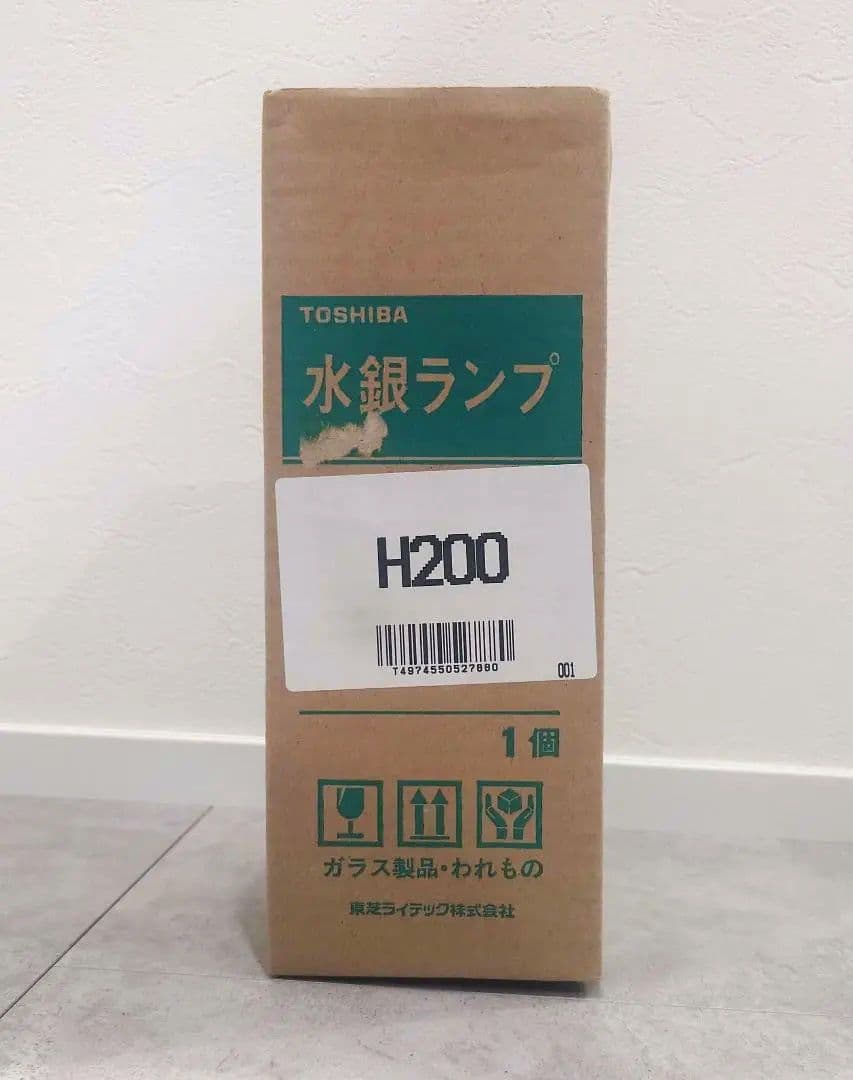 TOSHIBA
水銀ランプ
H200
T4974550527880
001
1個
ガラス製品・われもの
東芝ライテック株式会社